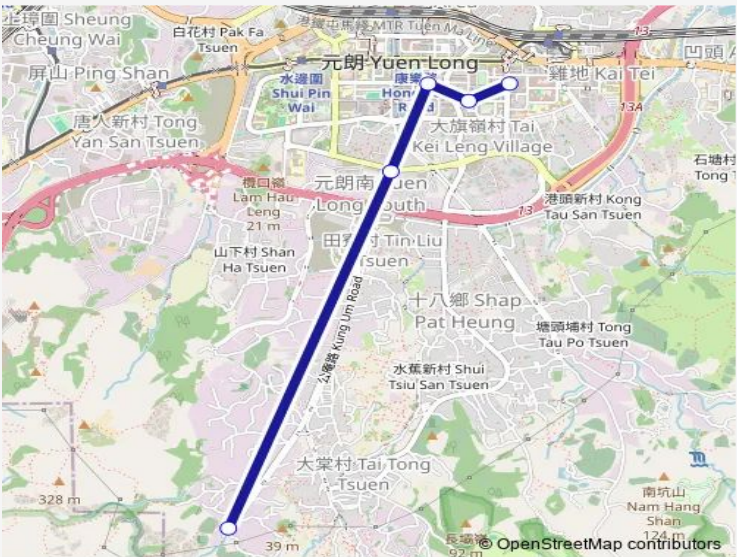 上璋圍 Sheung
Cheung Wai
白花村 Pak Fa
Tsuen
港鐵屯馬綫 MTR Tuen Ma Line
屏山 Ping Shan
元朗 Yuen Long
凹頭 A
水邊圍
Shui Pin
Wai
康樂路
Hon
Road
雞地 Kai Tei
13A
唐人新村 Tong
Yan San Tsuen
大旗嶺村 Tai
Kei Leng Village
石塘村
Tong T
欖口嶺
Lam Hau
Leng
21 m
元朗南 Yuen
Long South
13
港頭新村 Kong
Tau San Tsuen
山下村 Shan
Ha Tsuen
田寮村 Tin Liu
Tsuen
公庵路 Kung Um Road
十八鄉 Shap
Pat Heung
塘頭埔村 Tong
Tau Po Tsuen
水蕉新村 Shui
Tsiu San Tsuen
大棠村 Tai Tong
Tsuen
328 m
39 m
南坑山
Nam Hang
Shan
124 m
92 m
© OpenStreetMap contributors